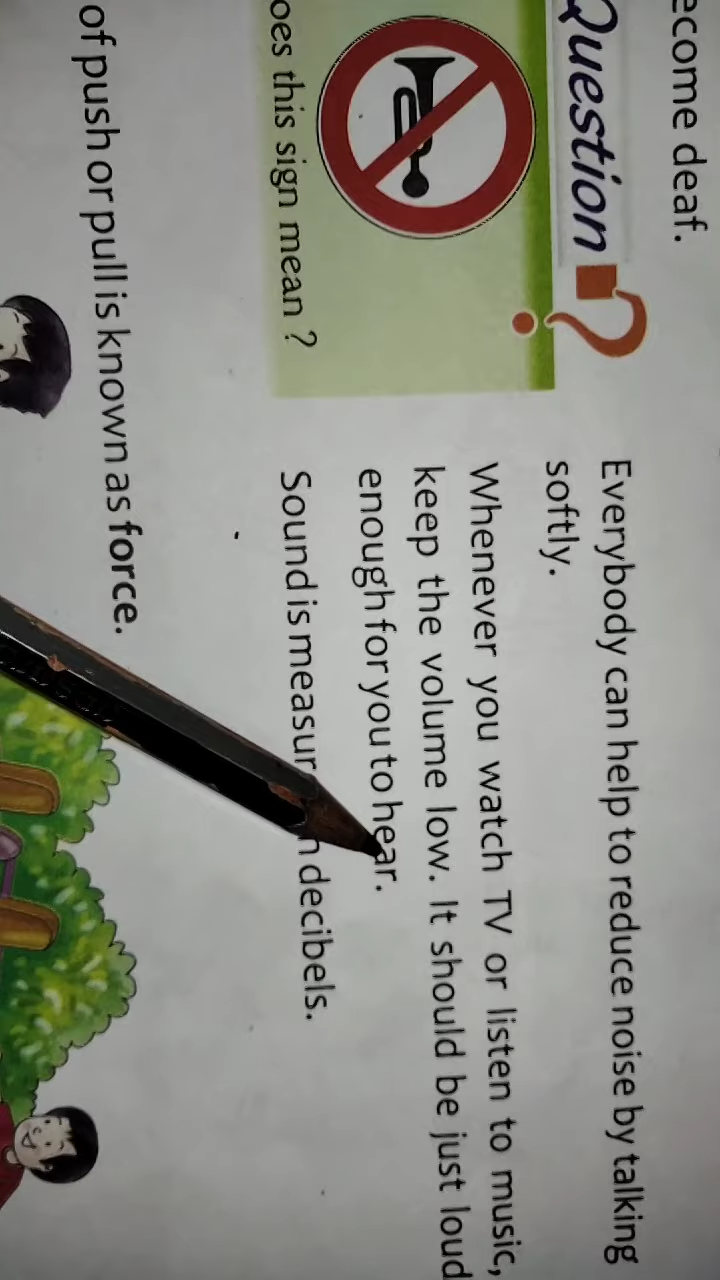 ecome deaf.
Question
oes this sign mean ?
Everybody can help to reduce noise by talking
softly.
Whenever you watch TV or listen to music,
keep the volume low. It should be just loud
enough for you to hear.
Sound is measur n decibels.
of push or pull is known as force.